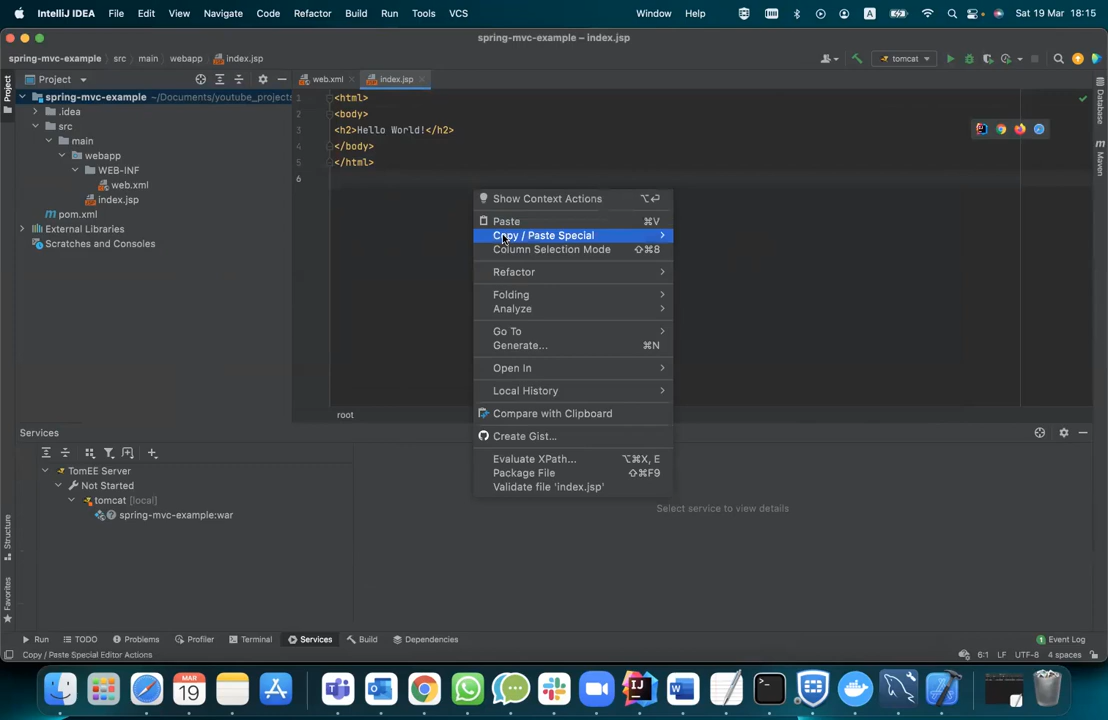 IntelliJ IDEA File Edit View Navigate Code Refactor Build Run Tools VCS Window Help A Sat 19 Mar 18:15
spring-mvc-example – index.jsp
spring-mvc-example src main webapp index.jsp tomcat
Project
Project
web.xml
index.jsp
spring-mvc-example ~/Documents/youtube_projects
.idea
src
main
webapp
WEB-INF
web.xml
index.jsp
pom.xml
External Libraries
Scratches and Consoles
1 <html>
2 <body>
3 <h2>Hello World!</h2>
4 </body>
5 </html>
6
Show Context Actions ⌥⏎
Paste ⌘V
Copy / Paste Special
Column Selection Mode ⇧⌘8
Refactor
Folding
Analyze
Go To
Generate... ⌘N
Open In
Local History
Compare with Clipboard
Create Gist...
Evaluate XPath... ⌥⌘X, E
Package File ⇧⌘F9
Validate file 'index.jsp'
root
Database
m Maven
Services
TomEE Server
Not Started
tomcat [local]
spring-mvc-example:war
Select service to view details
Structure
Favorites
Run TODO Problems Profiler Terminal Services Build Dependencies 1 Event Log
Copy / Paste Special Editor Actions 6:1 LF UTF-8 4 spaces
MAR
19